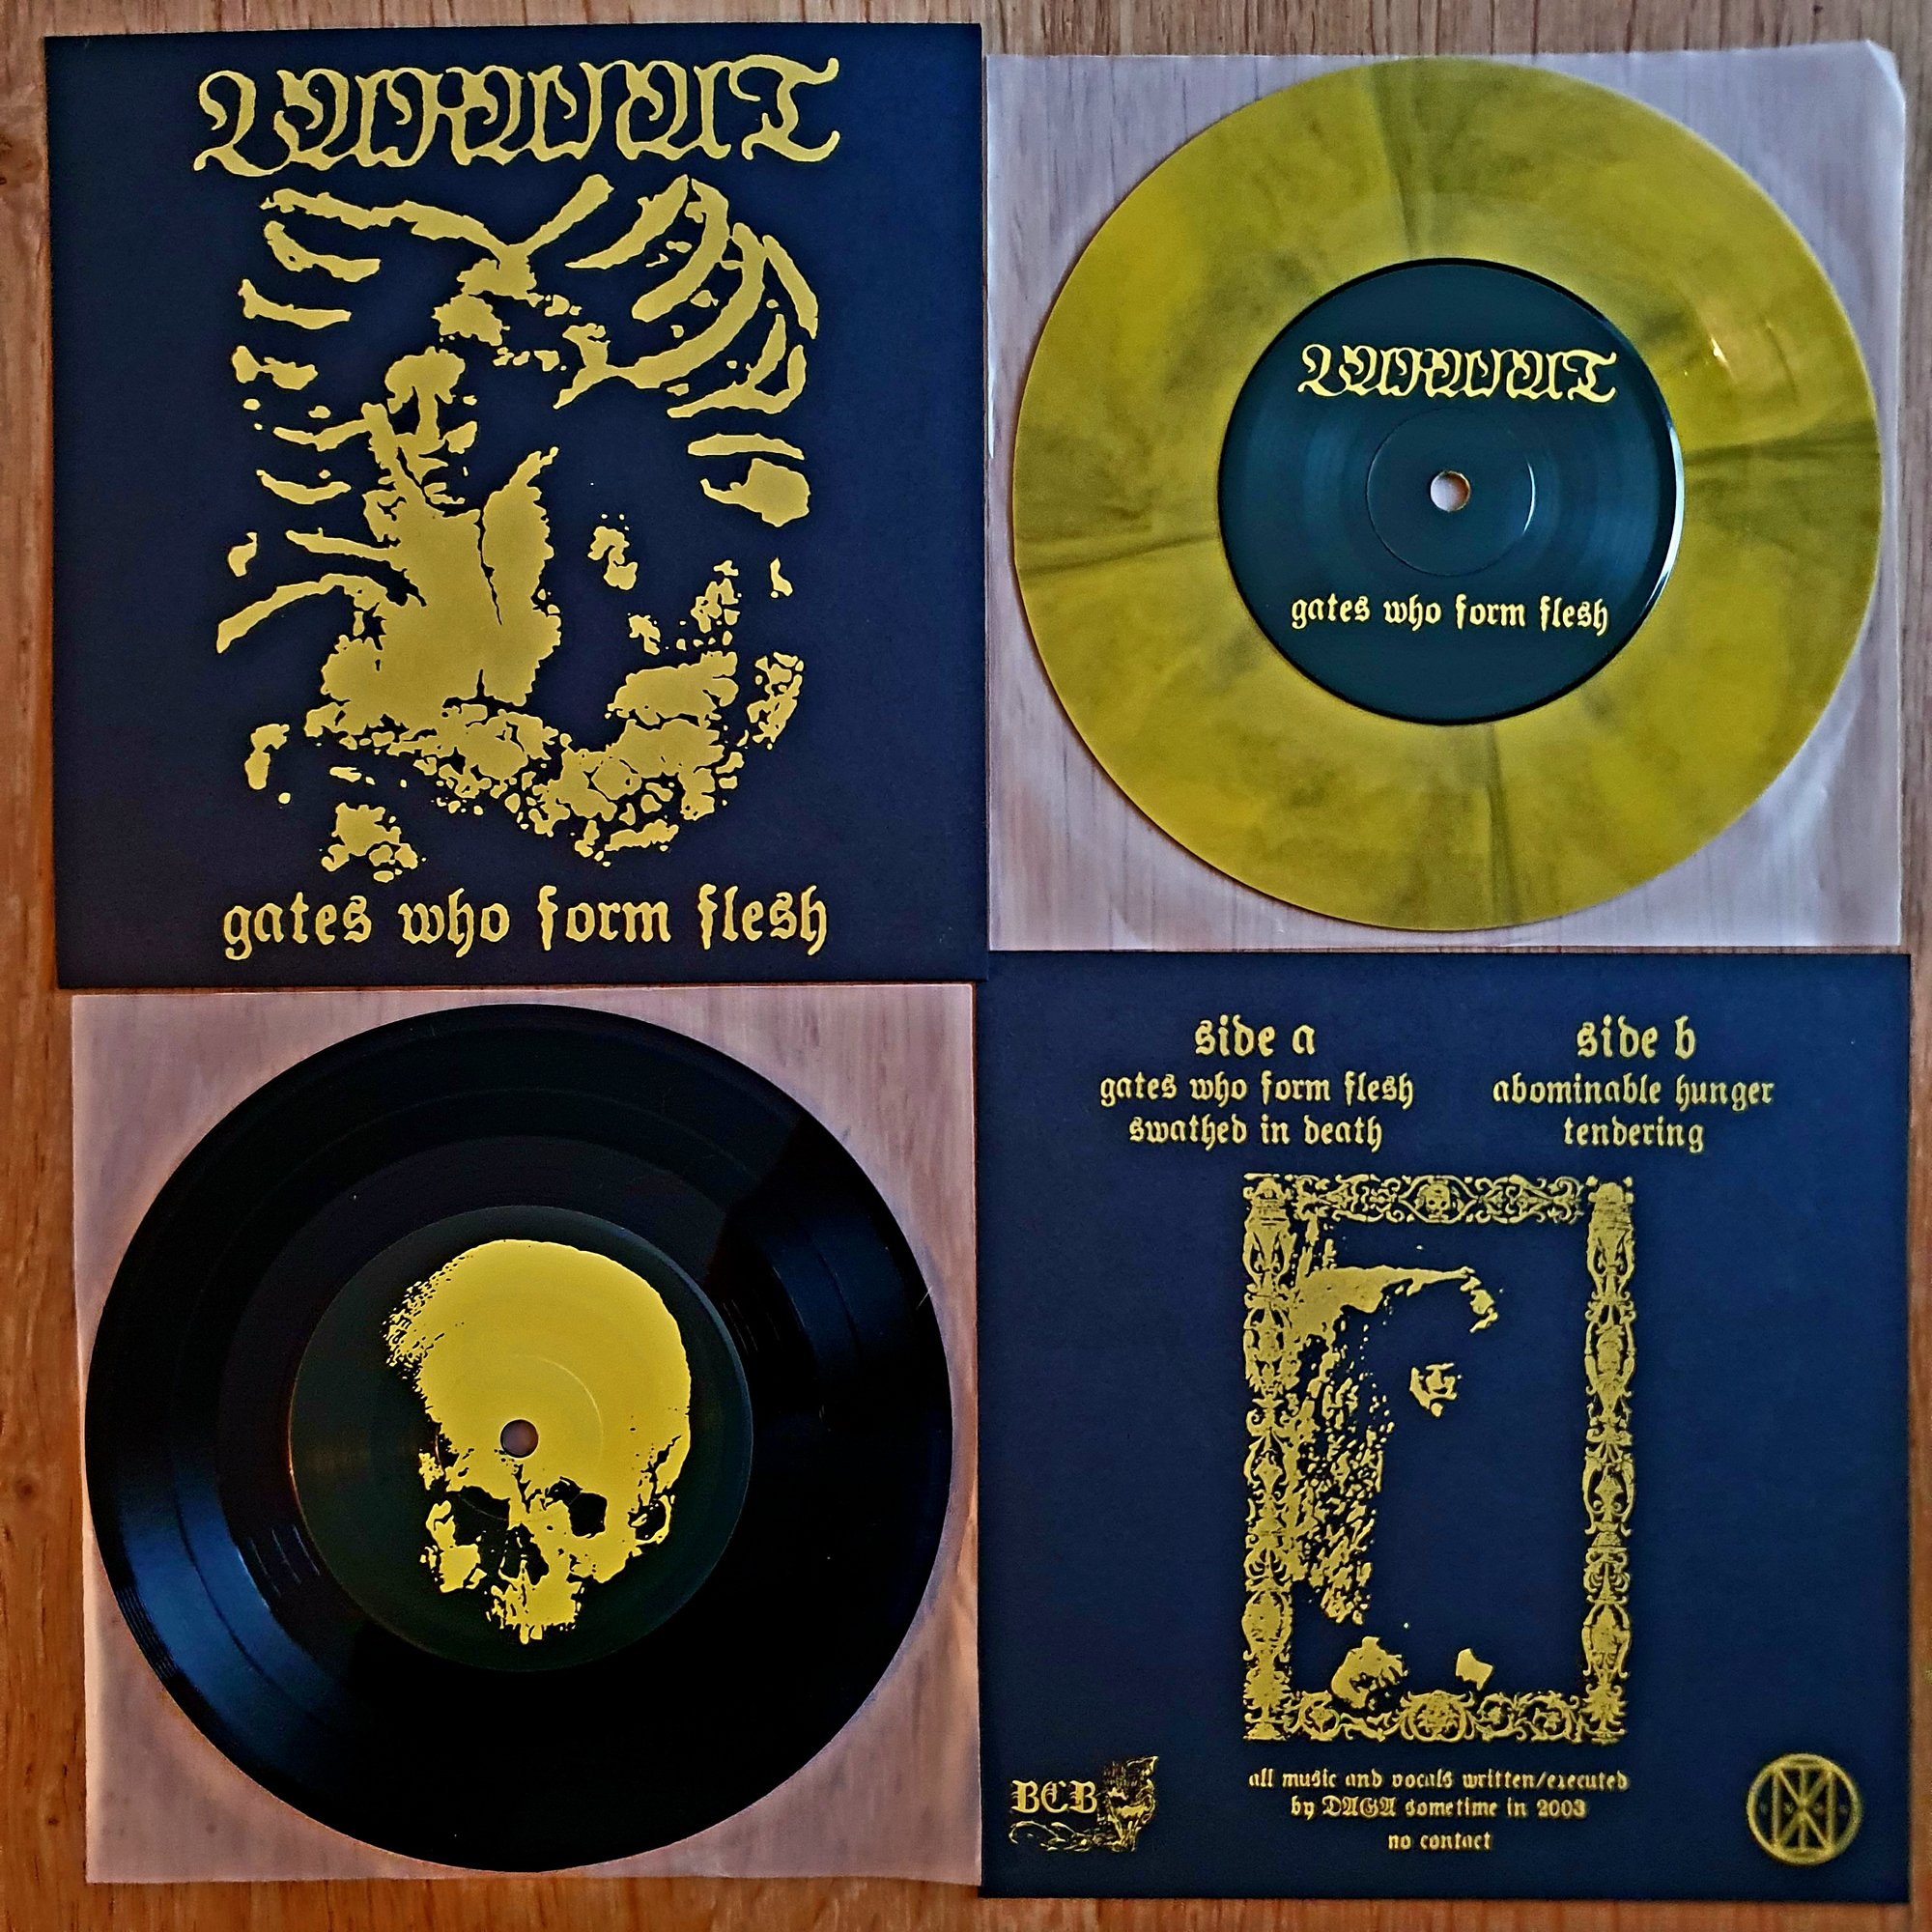 gates who form flesh
gates who form flesh
side a
gates who form flesh
swathed in death
side b
abominable hunger
tendering
all music and vocals written/executed
by DAGA sometime in 2003
no contact
BCB